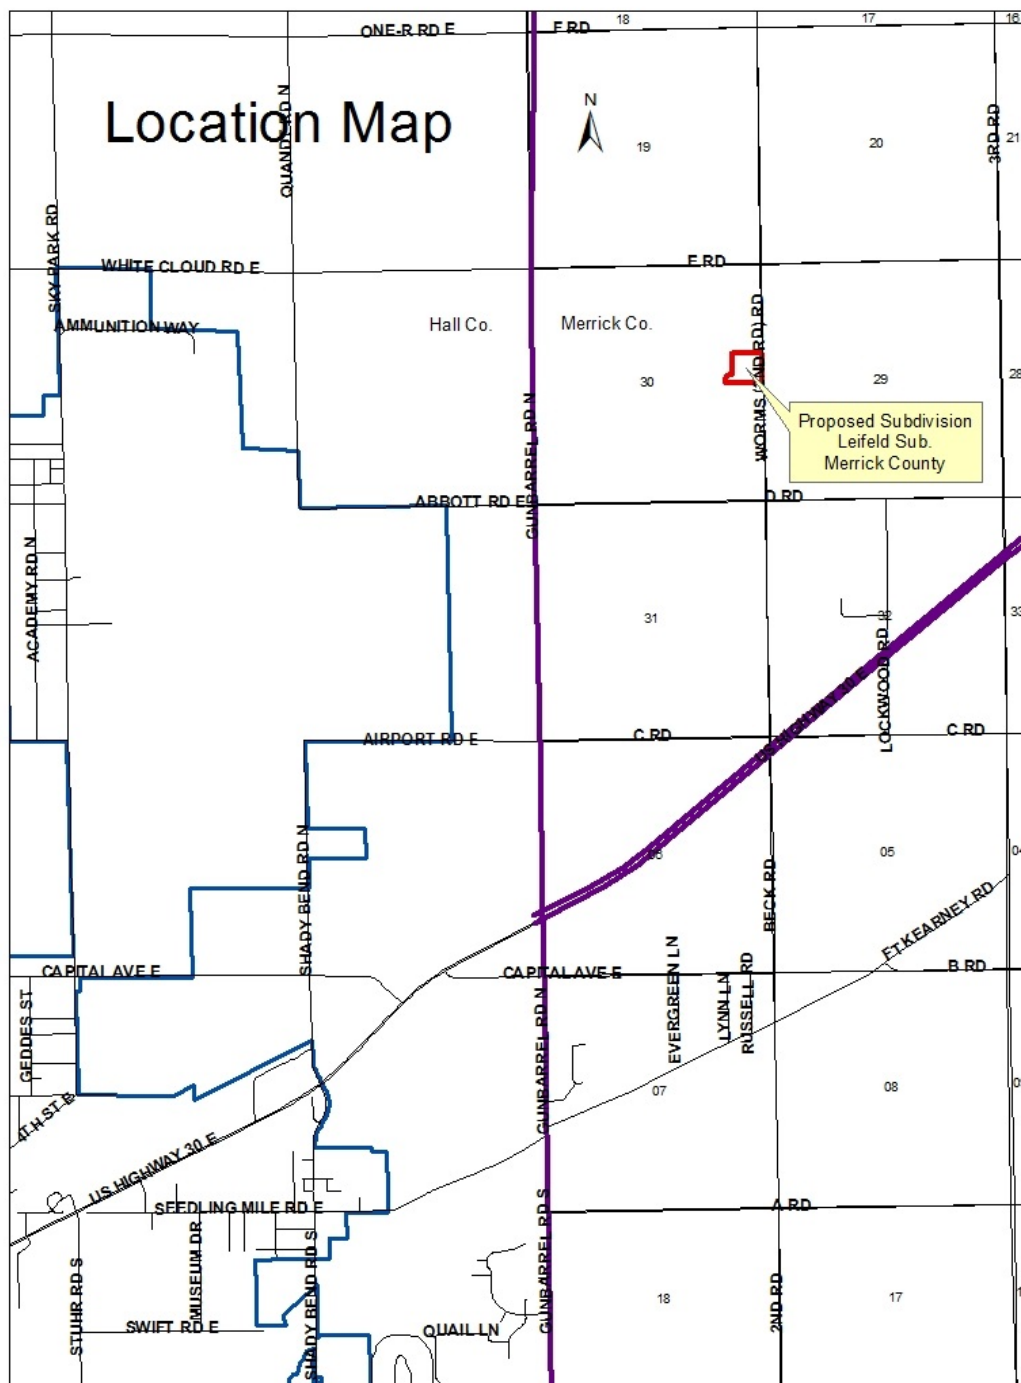 18
17
16
ONE-R RD E
F RD
Location Map
N
QUANDT RD N
3RD RD
19
20
21
SKY PARK RD
WHITE CLOUD RD E
E RD
AMMUNITION WAY
Hall Co.
Merrick Co.
WORMS (2ND RD) RD
30
29
28
GUNBARREL RD N
Proposed Subdivision
Leifeld Sub.
Merrick County
ABBOTT RD E
D RD
ACADEMY RD N
31
33
LOCKWOOD RD
US HIGHWAY 30 E
AIRPORT RD E
C RD
C RD
SHADY BEND RD N
06
05
04
BECK RD
FT KEARNEY RD
CAPITAL AVE E
CAPITAL AVE E
B RD
GEDDES ST
EVERGREEN LN
LYNN LN
RUSSELL RD
GUNBARREL RD N
07
08
4TH ST E
US HIGHWAY 30 E
SEEDLING MILE RD E
A RD
MUSEUM DR
STUHR RD S
SHADY BEND RD S
GUNBARREL RD S
2ND RD
18
17
SWIFT RD E
QUAIL LN